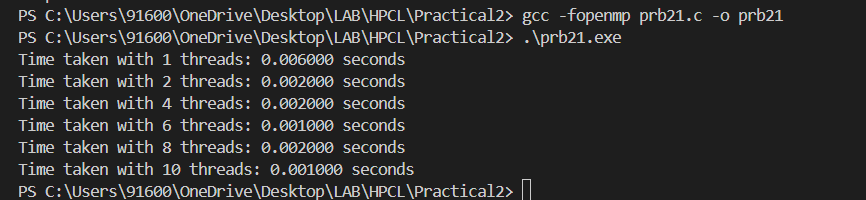 PS C:\Users\91600\OneDrive\Desktop\LAB\HPCL\Practical2> gcc -fopenmp prb21.c -o prb21
PS C:\Users\91600\OneDrive\Desktop\LAB\HPCL\Practical2> .\prb21.exe
Time taken with 1 threads: 0.006000 seconds
Time taken with 2 threads: 0.002000 seconds
Time taken with 4 threads: 0.002000 seconds
Time taken with 6 threads: 0.001000 seconds
Time taken with 8 threads: 0.002000 seconds
Time taken with 10 threads: 0.001000 seconds
PS C:\Users\91600\OneDrive\Desktop\LAB\HPCL\Practical2>